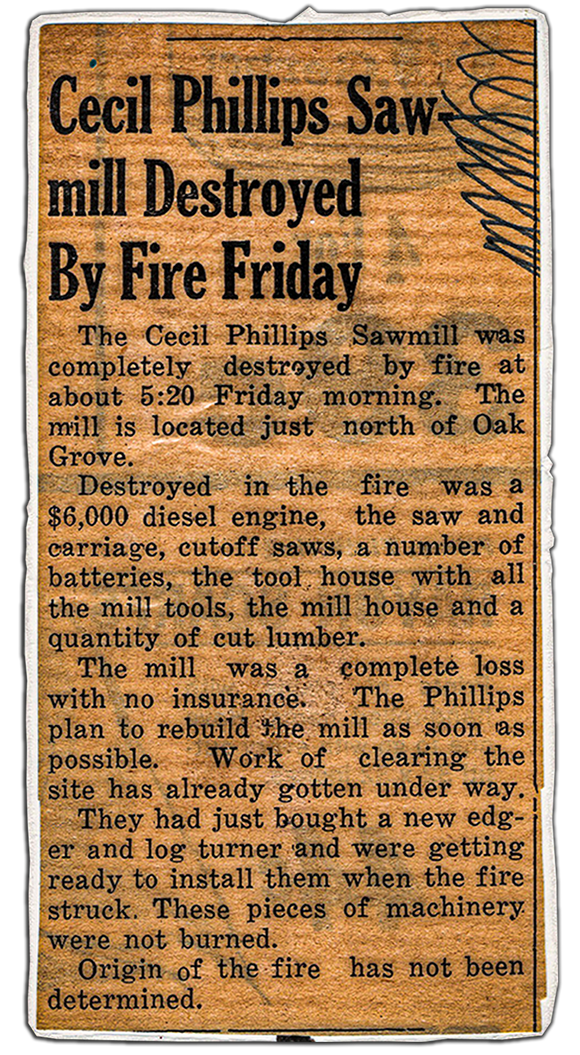 Cecil Phillips Saw-
mill Destroyed
By Fire Friday
The Cecil Phillips Sawmill was
completely destroyed by fire at
about 5:20 Friday morning. The
mill is located just north of Oak
Grove.
Destroyed in the fire was a
$6,000 diesel engine, the saw and
carriage, cutoff saws, a number of
batteries, the tool house with all
the mill tools, the mill house and a
quantity of cut lumber.
The mill was a complete loss
with no insurance. The Phillips
plan to rebuild the mill as soon as
possible. Work of clearing the
site has already gotten under way.
They had just bought a new edg-
er and log turner and were getting
ready to install them when the fire
struck. These pieces of machinery
were not burned.
Origin of the fire has not been
determined.